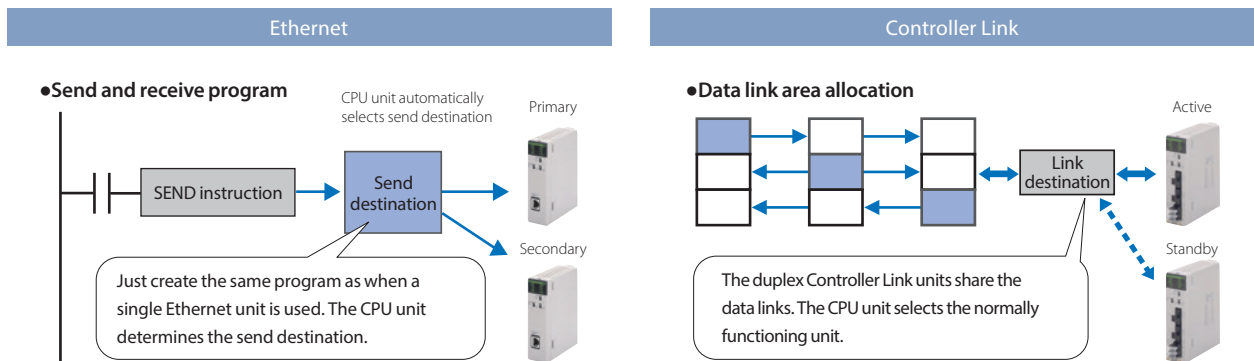 Ethernet
●Send and receive program
CPU unit automatically
selects send destination
Primary
SEND instruction
Send
destination
Secondary
Just create the same program as when a
single Ethernet unit is used. The CPU unit
determines the send destination.
Controller Link
●Data link area allocation
Active
Link
destination
Standby
The duplex Controller Link units share the
data links. The CPU unit selects the normally
functioning unit.